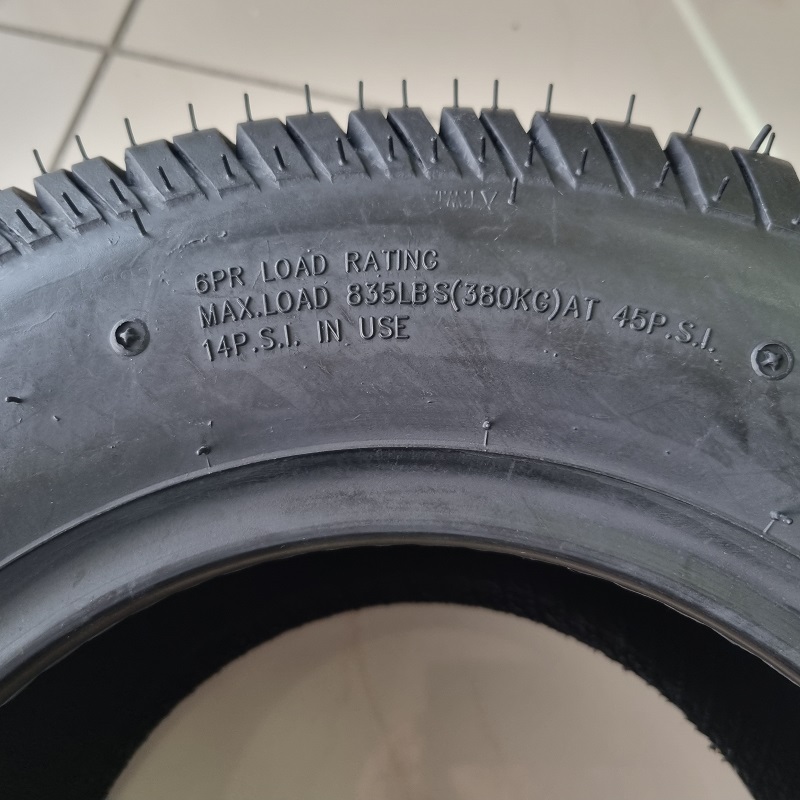 6PR LOAD RATING
MAX.LOAD 835LBS(380KG)AT 45P.S.I.
14P.S.I. IN USE